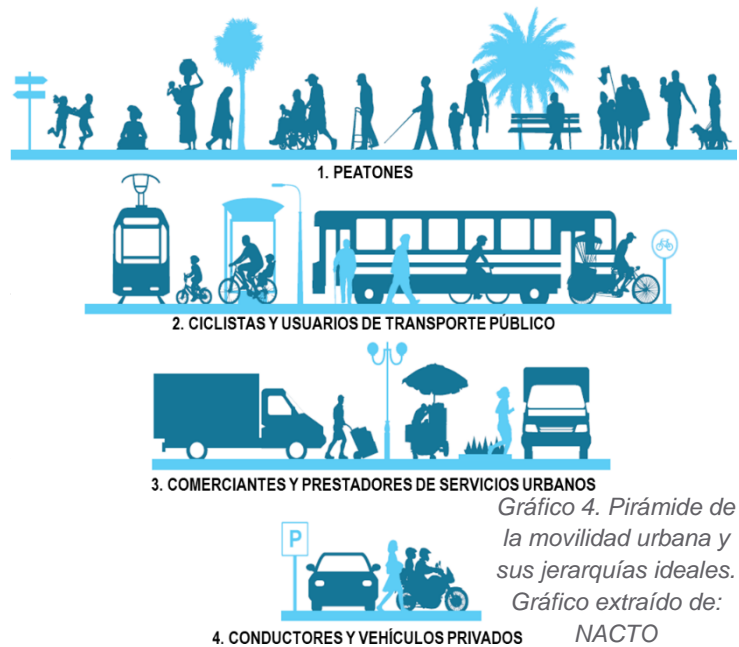 1. PEATONES
2. CICLISTAS Y USUARIOS DE TRANSPORTE PÚBLICO
3. COMERCIANTES Y PRESTADORES DE SERVICIOS URBANOS
Gráfico 4. Pirámide de
la movilidad urbana y
sus jerarquías ideales.
Gráfico extraído de:
NACTO
P
4. CONDUCTORES Y VEHÍCULOS PRIVADOS